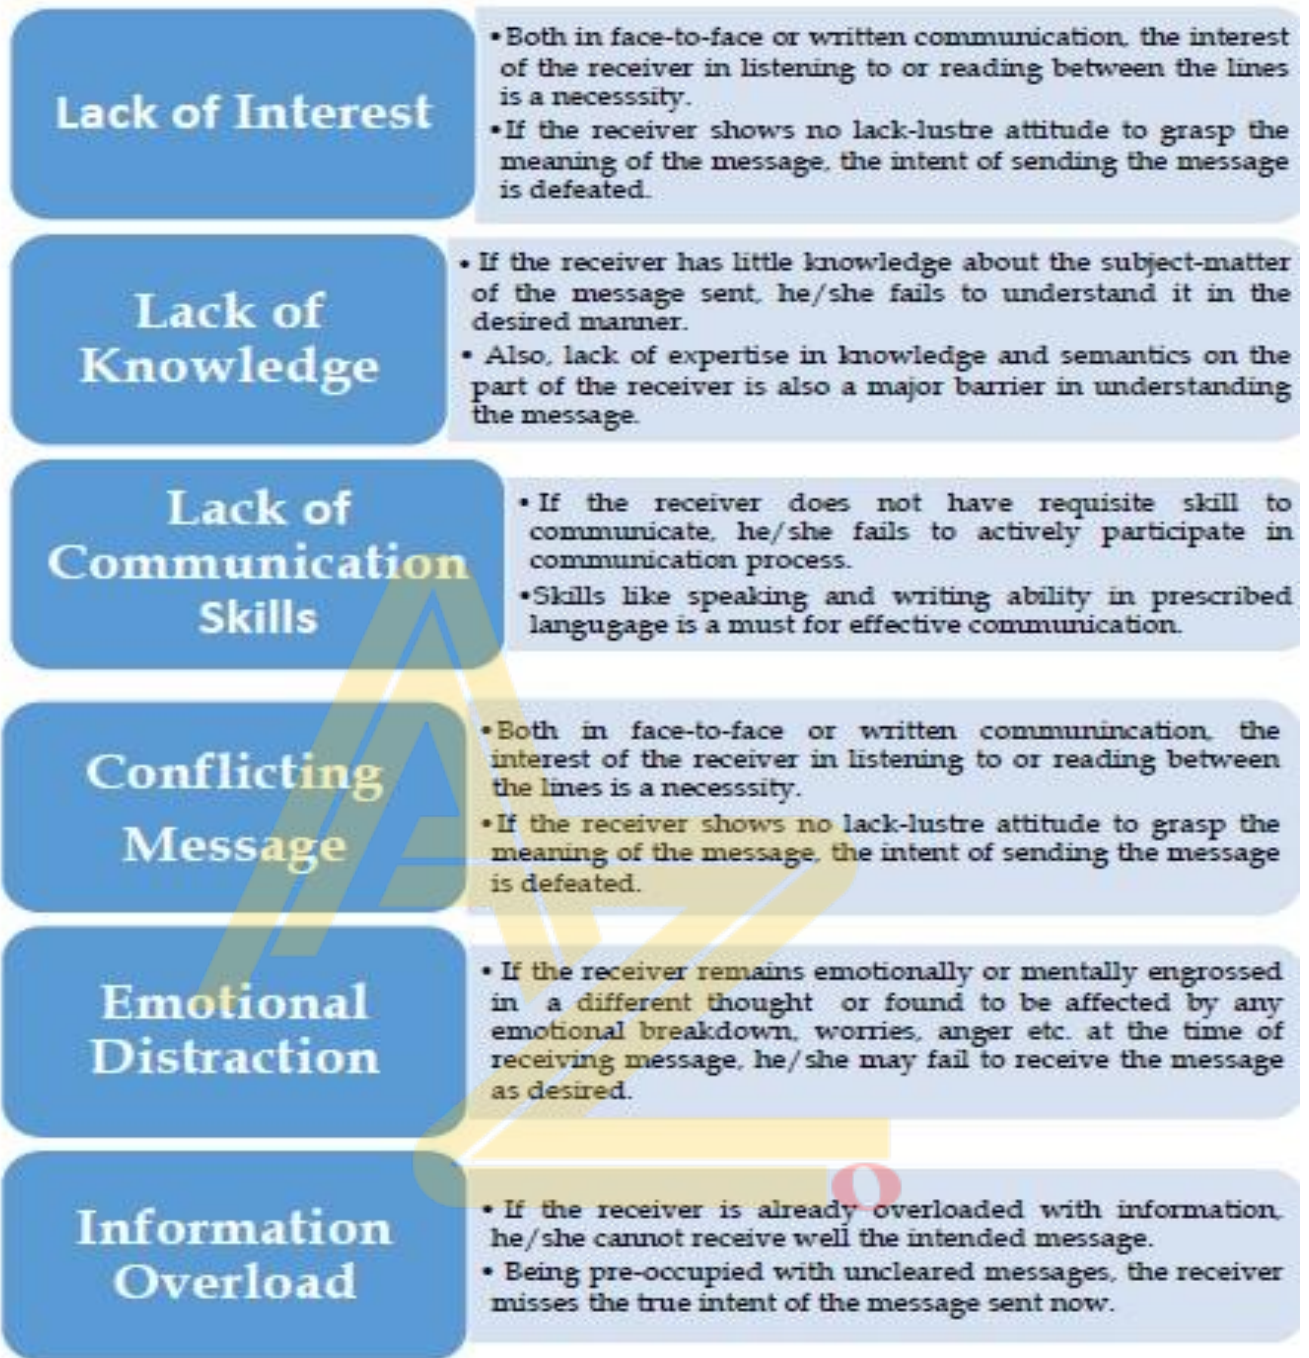 Lack of Interest
•Both in face-to-face or written communication, the interest
of the receiver in listening to or reading between the lines
is a necesssity.
•If the receiver shows no lack-lustre attitude to grasp the
meaning of the message, the intent of sending the message
is defeated.
Lack of
Knowledge
• If the receiver has little knowledge about the subject-matter
of the message sent, he/she fails to understand it in the
desired manner.
• Also, lack of expertise in knowledge and semantics on the
part of the receiver is also a major barrier in understanding
the message.
Lack of
Communication
Skills
• If the receiver does not have requisite skill to
communicate, he/she fails to actively participate in
communication process.
•Skills like speaking and writing ability in prescribed
langugage is a must for effective communication.
Conflicting
Message
•Both in face-to-face or written communincation, the
interest of the receiver in listening to or reading between
the lines is a necesssity.
•If the receiver shows no lack-lustre attitude to grasp the
meaning of the message, the intent of sending the message
is defeated.
Emotional
Distraction
• If the receiver remains emotionally or mentally engrossed
in a different thought or found to be affected by any
emotional breakdown, worries, anger etc. at the time of
receiving message, he/she may fail to receive the message
as desired.
Information
Overload
• If the receiver is already overloaded with information,
he/she cannot receive well the intended message.
• Being pre-occupied with uncleared messages, the receiver
misses the true intent of the message sent now.